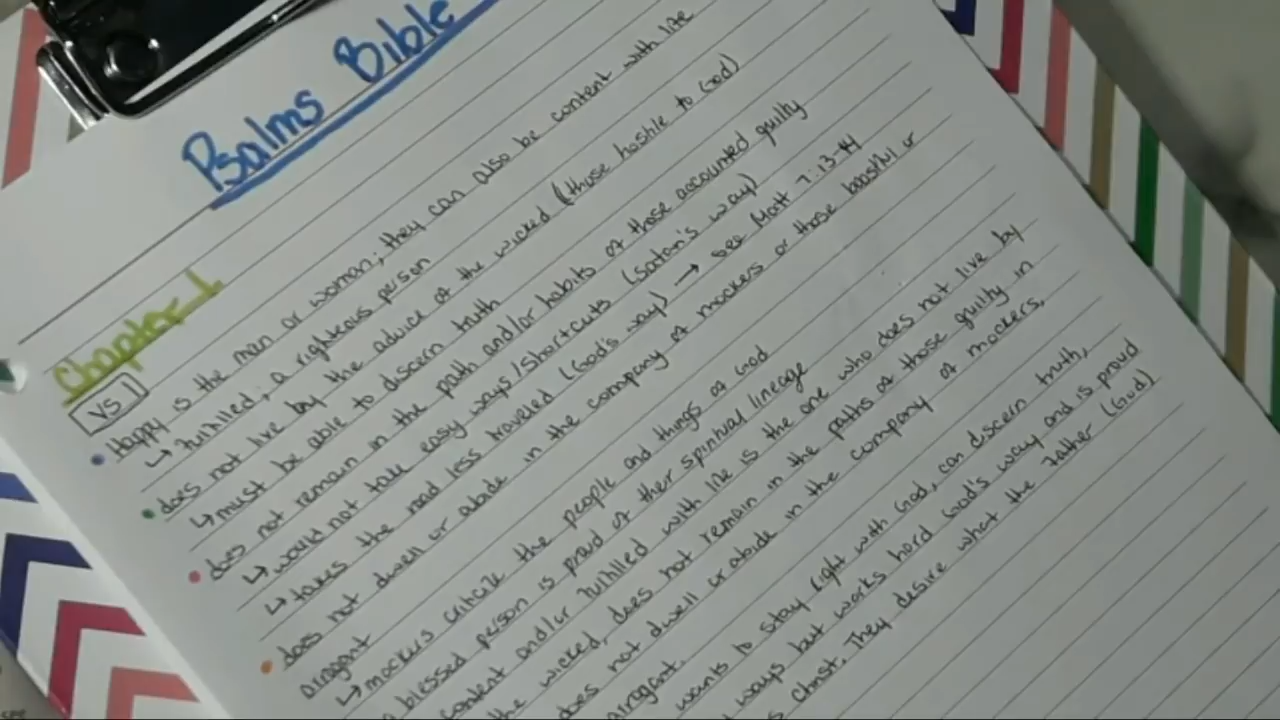 Psalms Bible
Chapter 1
VS 1
Happy is the man or woman; they can also be content with life
↳ fulfilled; a righteous person
does not live by the advice of the wicked (those hostile to God)
↳ must be able to discern truth
does not remain in the path and/or habits of those accounted guilty
↳ would not take easy ways/shortcuts (satan's way)
↳ takes the road less traveled (God's way) → see Matt 7:13-14
does not dwell or abide in the company of mockers or those boastful or
arrogant
↳ mockers criticize the people and things of God
blessed person is proud of their spiritual lineage
content and/or fulfilled with life is the one who does not live by
the wicked, does not remain in the paths of those guilty in
does not dwell or abide in the company of mockers,
arrogant.
wants to stay right with God, can discern truth,
ways but works hard God's way and is proud
christ. They desire what the father (God)
see